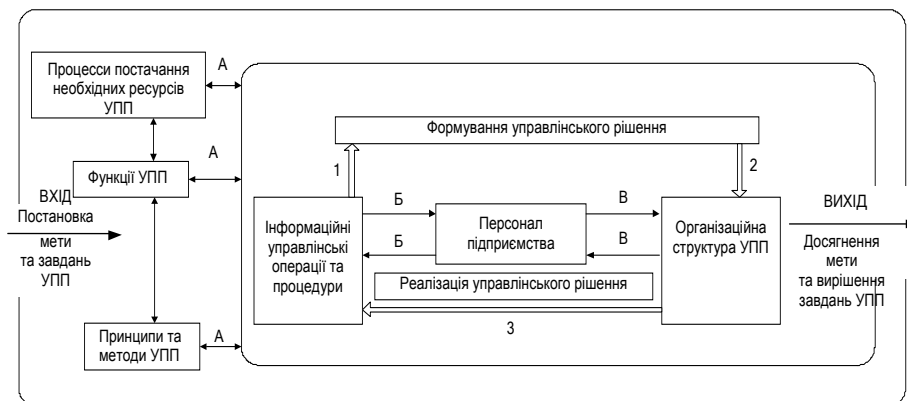 Процесси постачання
необхідних ресурсів
УПП
А
Формування управлінського рішення
А
1
2
Функції УПП
ВХІД
Постановка
мети
та завдань
УПП
Інформаційні
управлінські
операції та
процедури
Б
Б
Персонал
підприємства
В
В
Організаційна
структура УПП
ВИХІД
Досягнення
мети
та вирішення
завдань УПП
Реалізація управлінського рішення
3
Принципи та
методи УПП
А